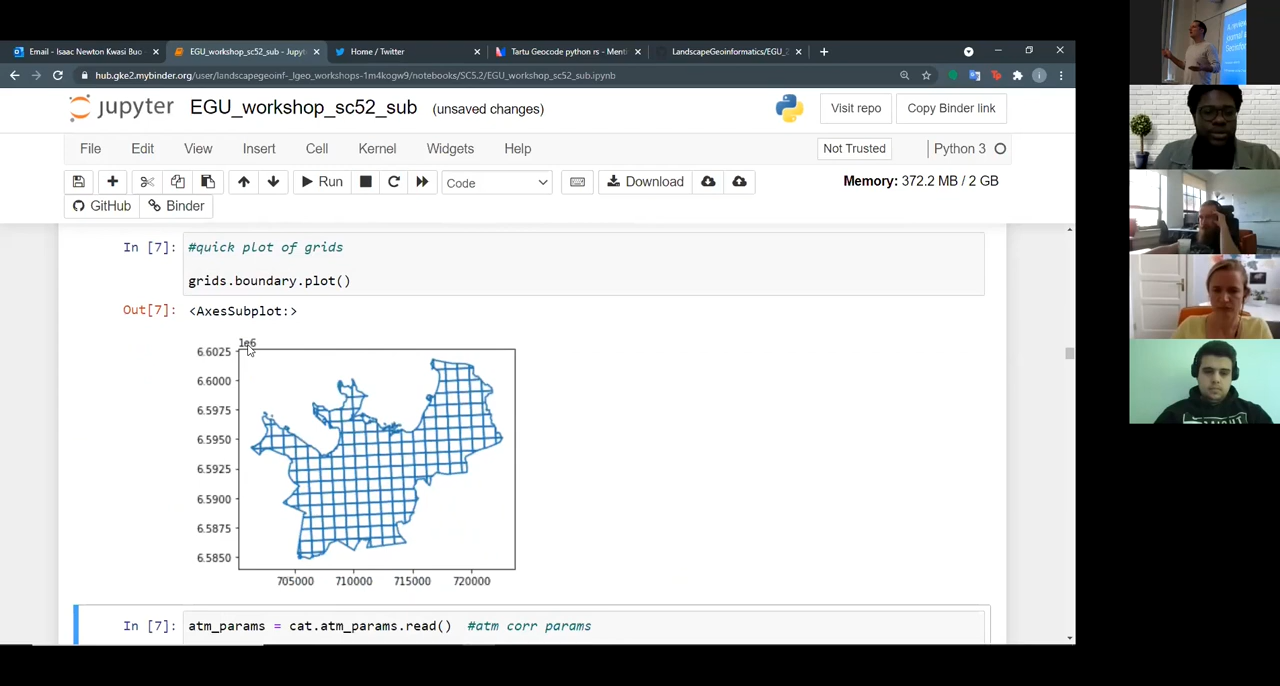 Email - Isaac Newton Kwasi Buo
EGU_workshop_sc52_sub - Jupyt
Home / Twitter
Tartu Geocode python rs - Menti
LandscapeGeoinformatics/EGU_2
hub.gke2.mybinder.org/user/landscapegeoinf-_lgeo_workshops-1m4kogw9/notebooks/SC5.2/EGU_workshop_sc52_sub.ipynb
jupyter EGU_workshop_sc52_sub (unsaved changes)
Visit repo
Copy Binder link
File Edit View Insert Cell Kernel Widgets Help
Not Trusted
Python 3
Run
Code
Download
Memory: 372.2 MB / 2 GB
GitHub
Binder
In [7]: #quick plot of grids
grids.boundary.plot()
Out[7]: <AxesSubplot:>
1e6
6.6025
6.6000
6.5975
6.5950
6.5925
6.5900
6.5875
6.5850
705000 710000 715000 720000
In [7]: atm_params = cat.atm_params.read() #atm corr params
A review
journal a
Geoinfor